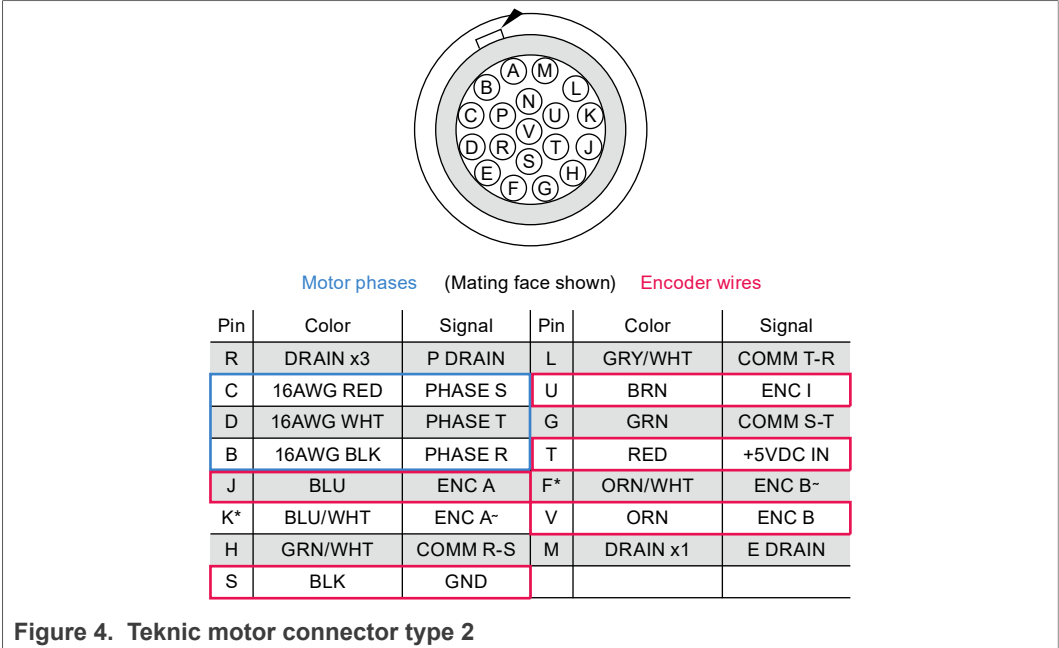 A M
B L
N
C P U K
V
D R T J
S
E H
F G
Motor phases (Mating face shown) Encoder wires
Pin Color Signal Pin Color Signal
R DRAIN x3 P DRAIN L GRY/WHT COMM T-R
C 16AWG RED PHASE S U BRN ENC I
D 16AWG WHT PHASE T G GRN COMM S-T
B 16AWG BLK PHASE R T RED +5VDC IN
J BLU ENC A F* ORN/WHT ENC B~
K* BLU/WHT ENC A~ V ORN ENC B
H GRN/WHT COMM R-S M DRAIN x1 E DRAIN
S BLK GND
Figure 4. Teknic motor connector type 2